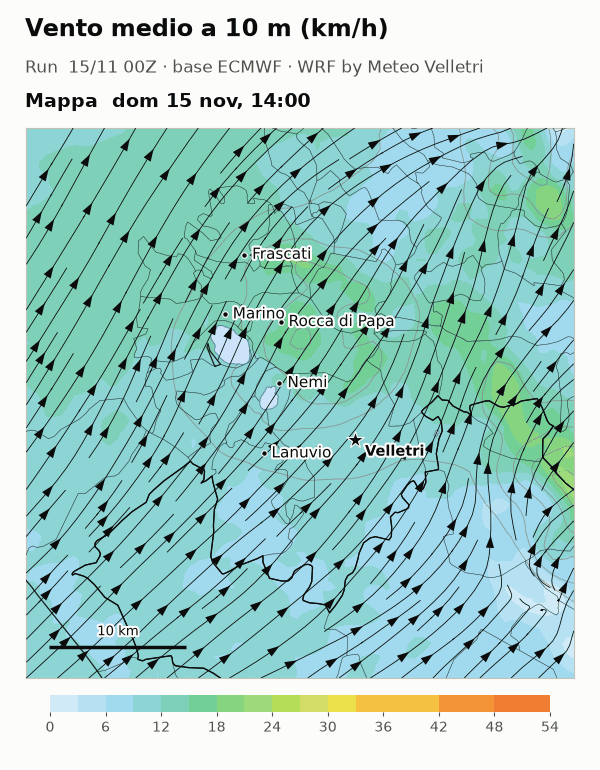 Vento medio a 10 m (km/h)
Run  15/11 00Z · base ECMWF · WRF by Meteo Velletri
Mappa  dom 15 nov, 14:00
Frascati
Marino
Rocca di Papa
Nemi
Velletri
Lanuvio
10 km
0 6 12 18 24 30 36 42 48 54